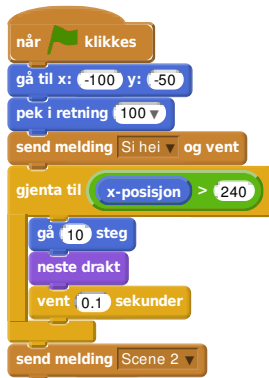 når klikkes
gå til x: -100 y: -50
pek i retning 100
send melding Si hei og vent
gjenta til x-posisjon > 240
gå 10 steg
neste drakt
vent 0.1 sekunder
send melding Scene 2